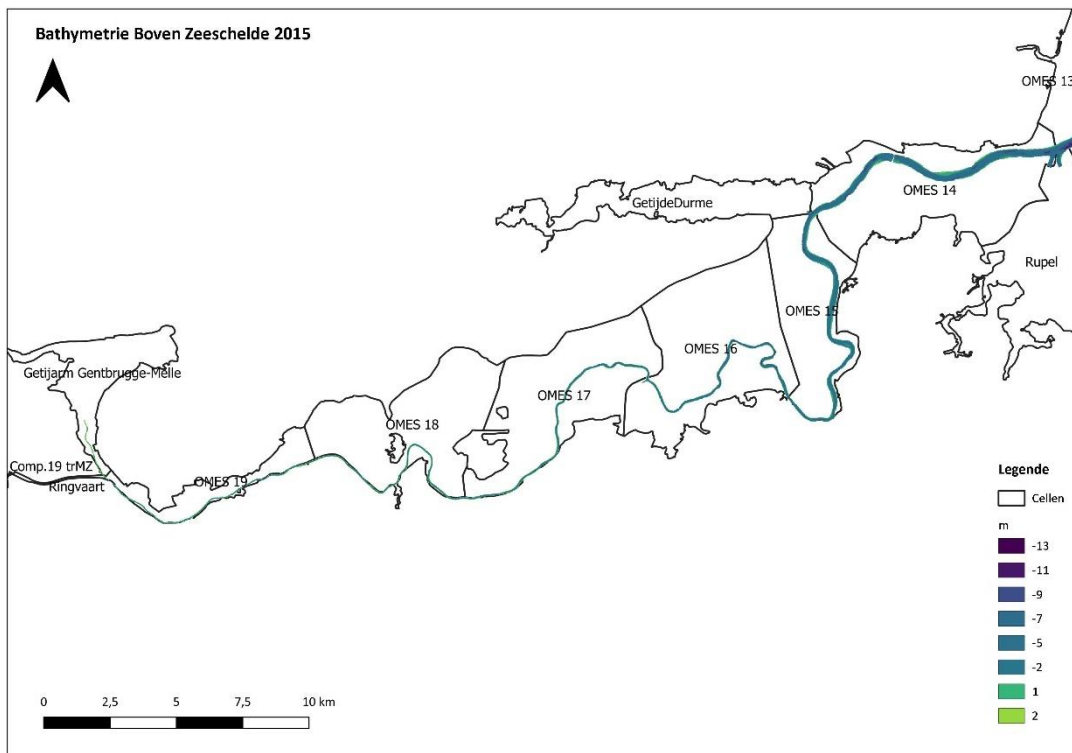 Bathymetrie Boven Zeeschelde 2015
OMES 13
OMES 14
GetijdeDurme
Rupel
OMES 15
OMES 16
Getijarm Gentbrugge-Melle
OMES 17
OMES 18
Comp.19 trMZ
OMES 19
Ringvaart
Legende
Cellen
m
-13
-11
-9
-7
-5
-2
1
2
0 2,5 5 7,5 10 km